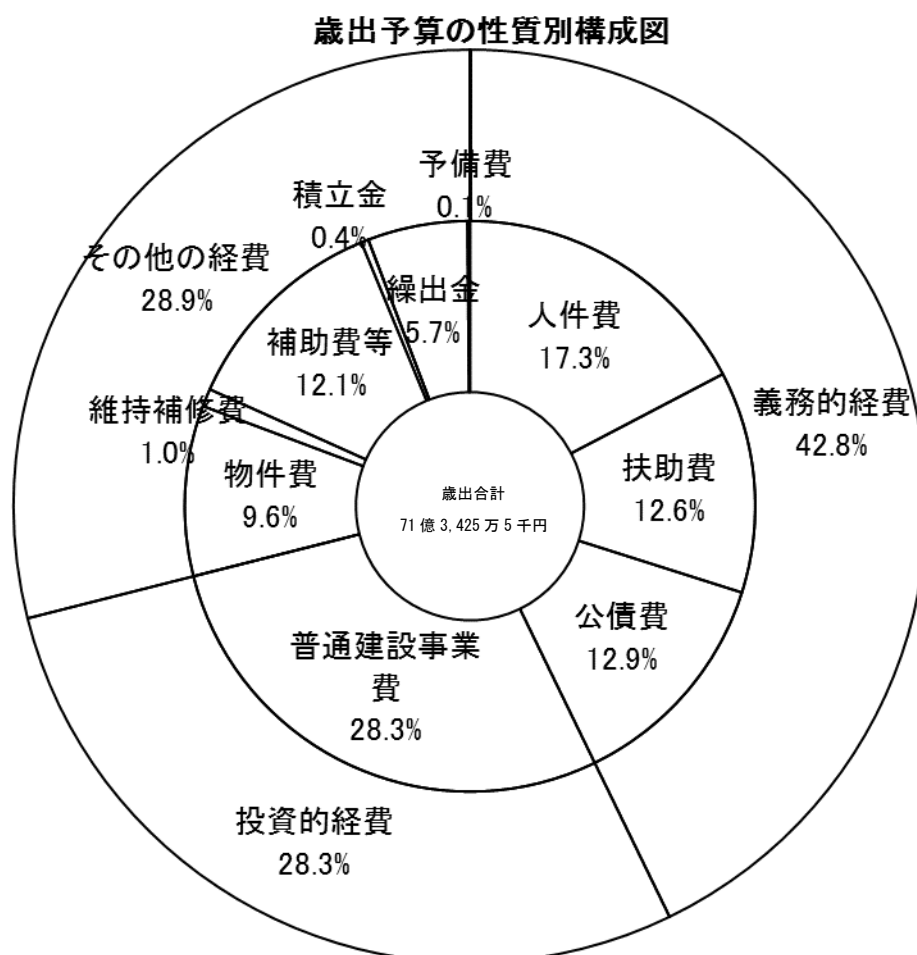 歳出予算の性質別構成図
予備費
0.1%
積立金
0.4%
その他の経費
28.9%
繰出金
5.7%
人件費
17.3%
補助費等
12.1%
維持補修費
1.0%
義務的経費
42.8%
物件費
9.6%
扶助費
12.6%
歳出合計
71 億 3,425 万 5 千円
公債費
12.9%
普通建設事業
費
28.3%
投資的経費
28.3%